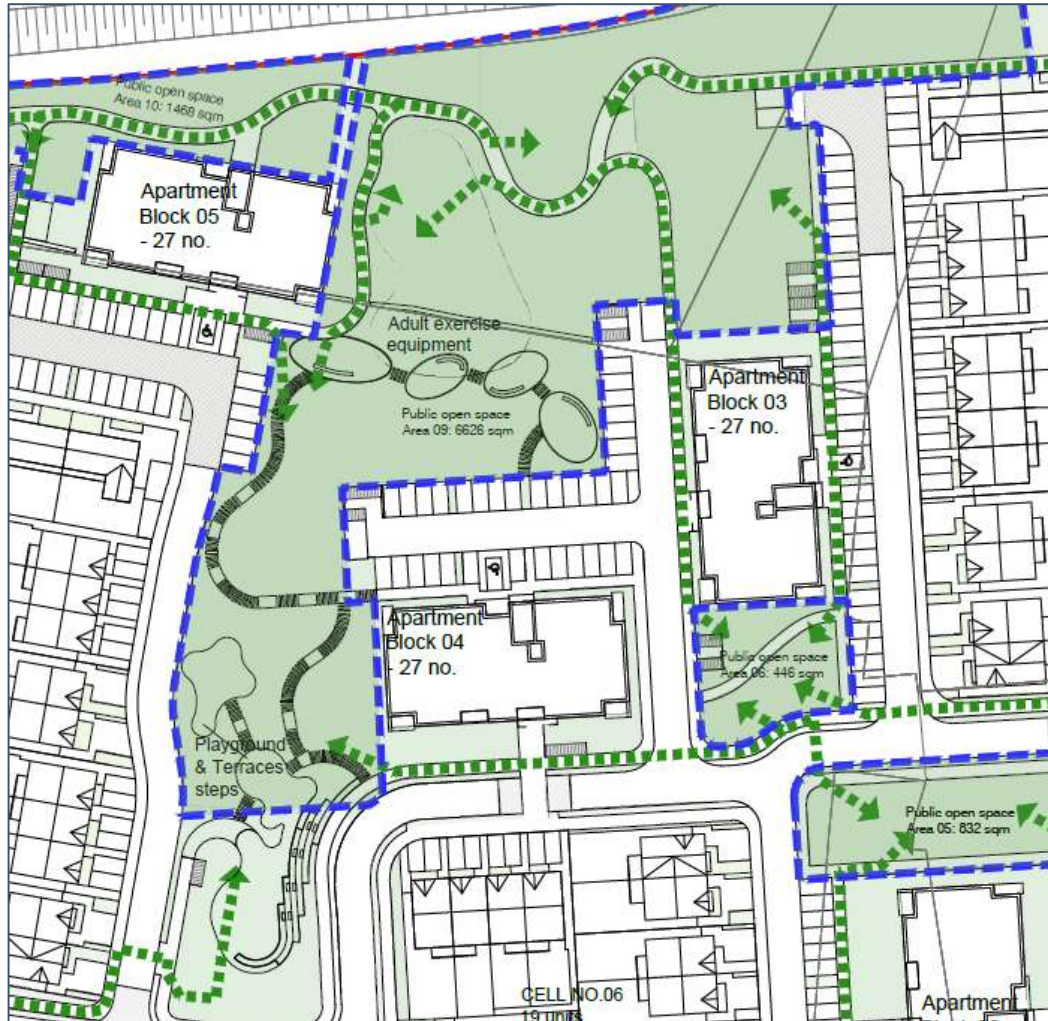 Public open space
Area 10: 1468 sqm
Apartment
Block 05
- 27 no.
Adult exercise
equipment
Public open space
Area 09: 6626 sqm
Apartment
Block 03
- 27 no.
Apartment
Block 04
- 27 no.
Public open space
Area 06: 446 sqm
Playground
& Terraces
steps
Public open space
Area 05: 832 sqm
CELL NO.06
19 units
Apartment